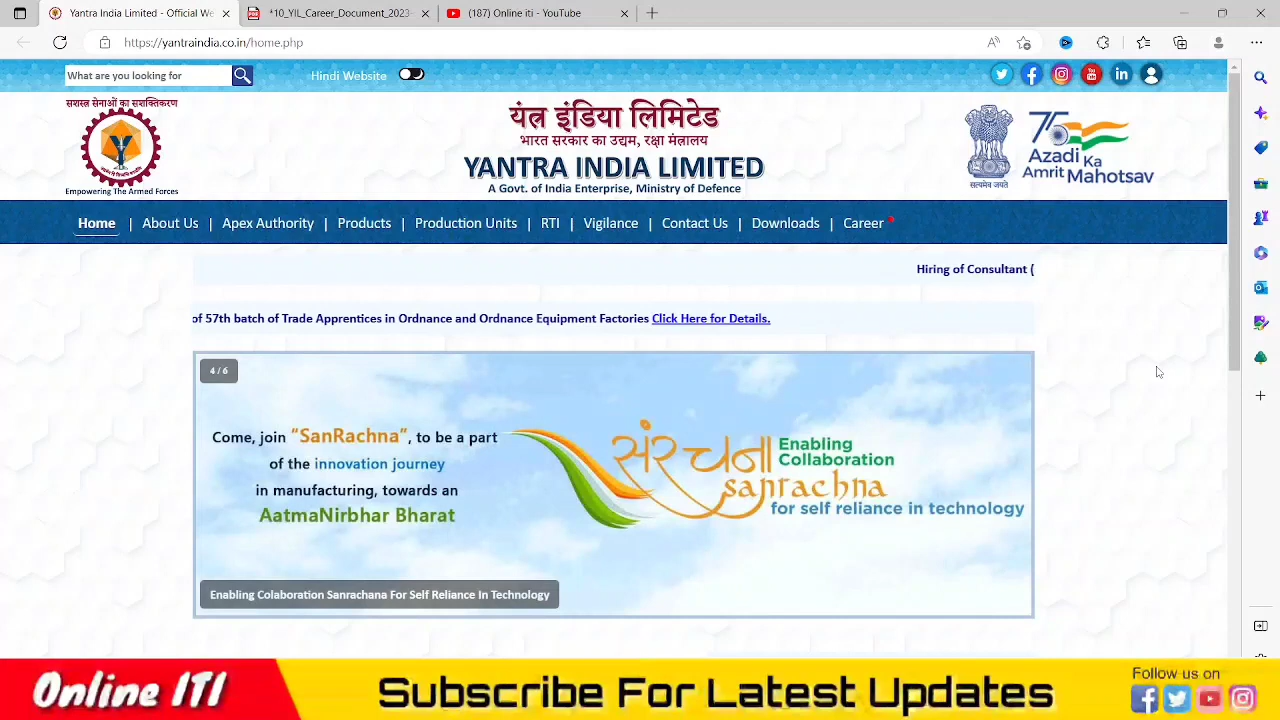 Yantra India Limited - Official We
*10_YIL_Career_Document_2023-
(187) Online iti - YouTube
https://yantraindia.co.in/home.php
What are you looking for
Hindi Website
सशस्त्र सेनाओं का सशक्तिकरण
Empowering The Armed Forces
यंत्र इंडिया लिमिटेड
भारत सरकार का उद्यम, रक्षा मंत्रालय
YANTRA INDIA LIMITED
A Govt. of India Enterprise, Ministry of Defence
सत्यमेव जयते
75
Azadi Ka
Amrit Mahotsav
Home | About Us | Apex Authority | Products | Production Units | RTI | Vigilance | Contact Us | Downloads | Career
Hiring of Consultant (
of 57th batch of Trade Apprentices in Ordnance and Ordnance Equipment Factories Click Here for Details.
4 / 6
Come, join “SanRachna”, to be a part
of the innovation journey
in manufacturing, towards an
AatmaNirbhar Bharat
संरचना
Enabling
Collaboration
sanrachna
for self reliance in technology
Enabling Colaboration Sanrachana For Self Reliance In Technology
Online ITI
Subscribe For Latest Updates
Follow us on